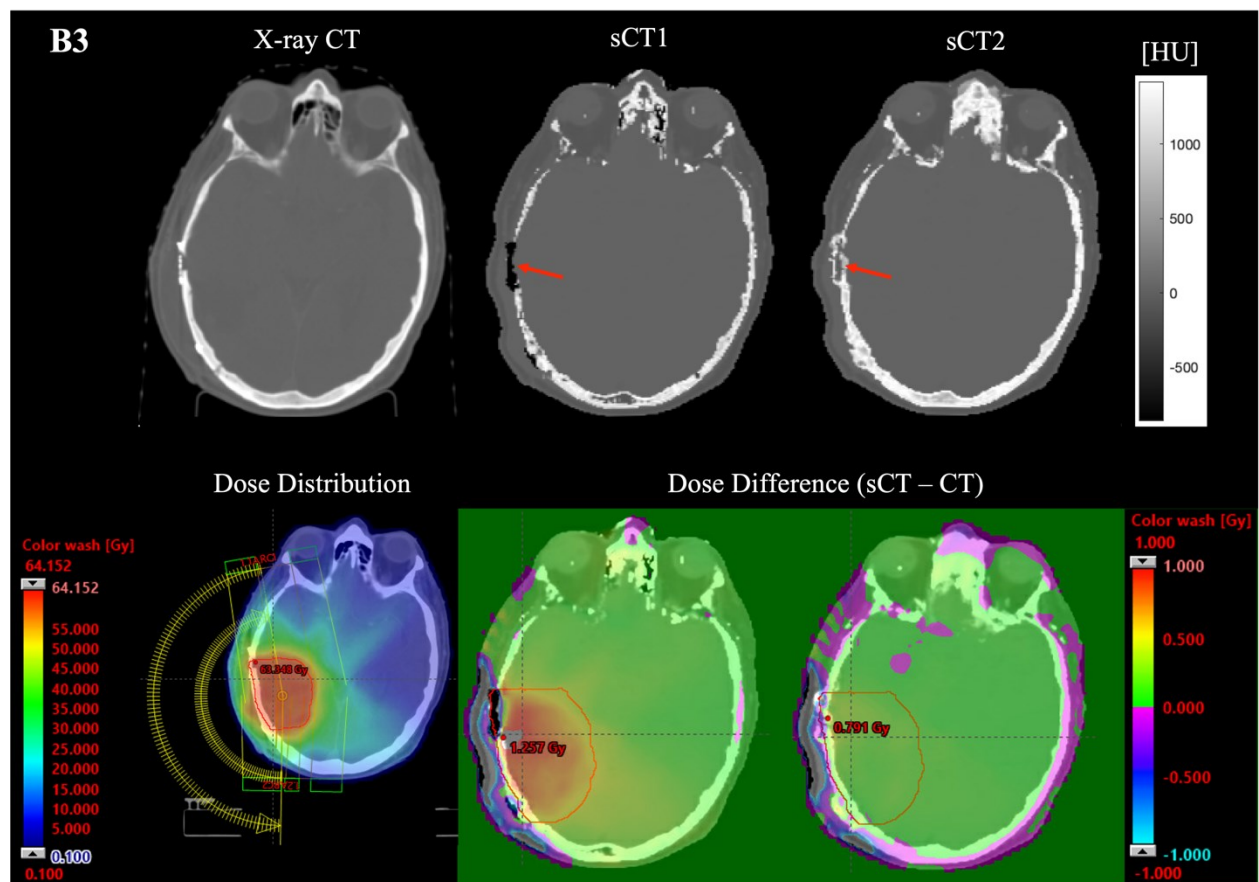 B3
X-ray CT
sCT1
sCT2
[HU]
1000
500
0
-500
Dose Distribution
Dose Difference (sCT – CT)
Color wash [Gy]
64.152
64.152
55.000
50.000
45.000
40.000
35.000
30.000
25.000
20.000
15.000
10.000
5.000
0.100
0.100
63.348 Gy
1.257 Gy
0.791 Gy
Color wash [Gy]
1.000
1.000
0.500
0.000
-0.500
-1.000
-1.000